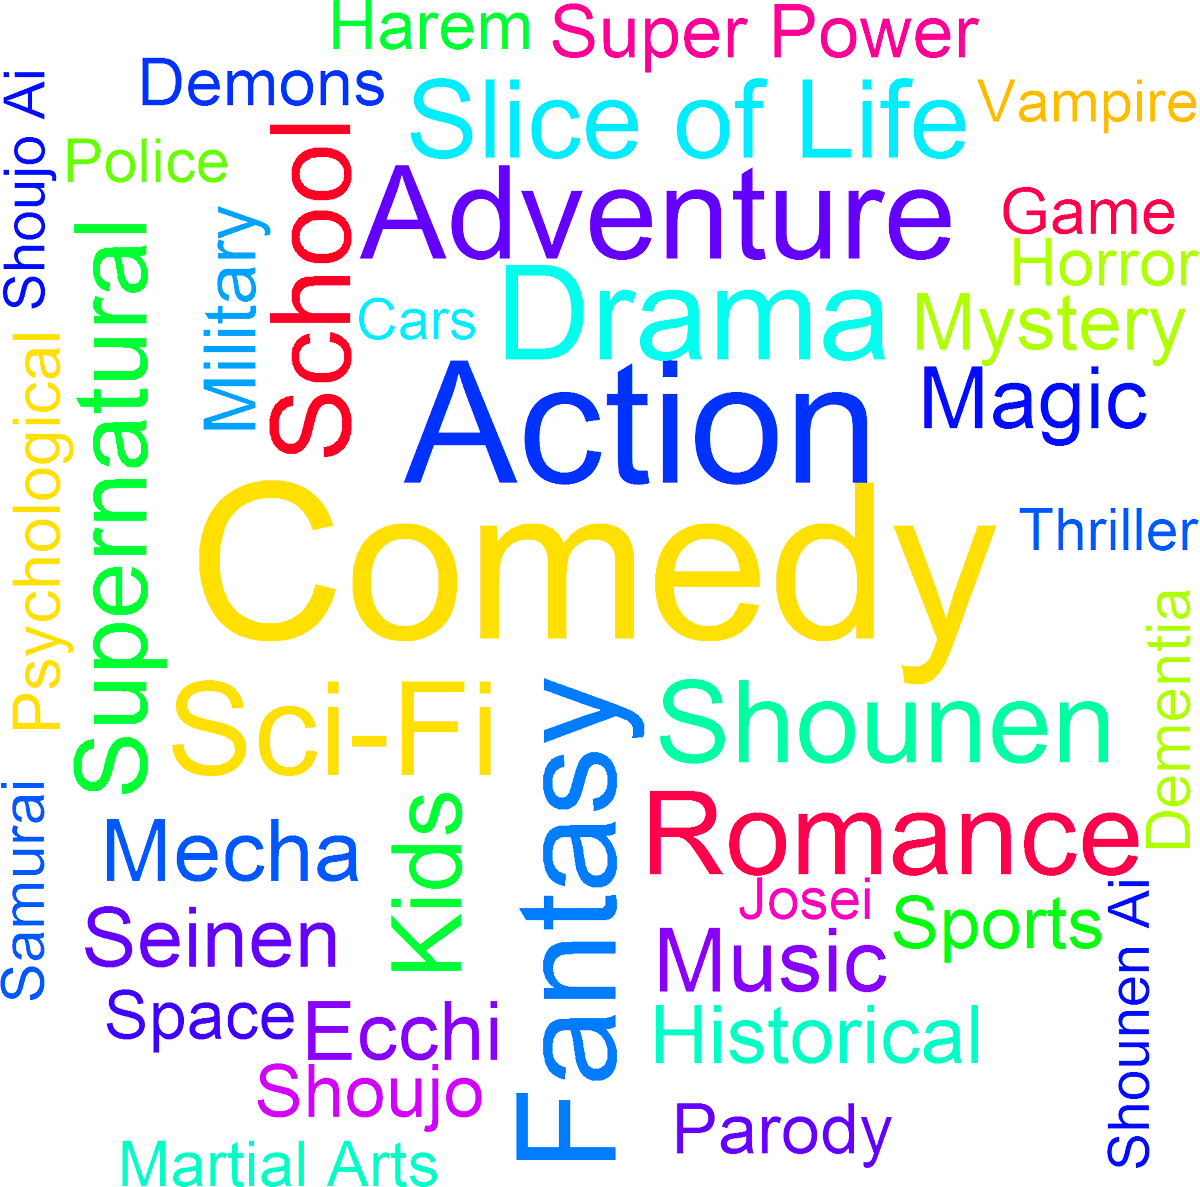 Harem
Super Power
Demons
Slice of Life
Vampire
Shoujo Ai
Police
School
Adventure
Game
Military
Supernatural
Horror
Drama
Cars
Mystery
Psychological
Action
Magic
Comedy
Thriller
Dementia
Sci-Fi
Fantasy
Shounen
Samurai
Mecha
Kids
Romance
Josei
Shounen Ai
Seinen
Sports
Music
Space
Ecchi
Historical
Shoujo
Parody
Martial Arts